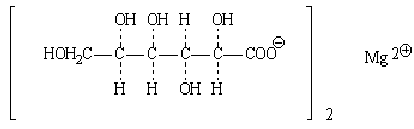 OH OH H OH
HOH₂C—C—C—C—C—COO⊖
H H OH H
2
Mg 2⊕